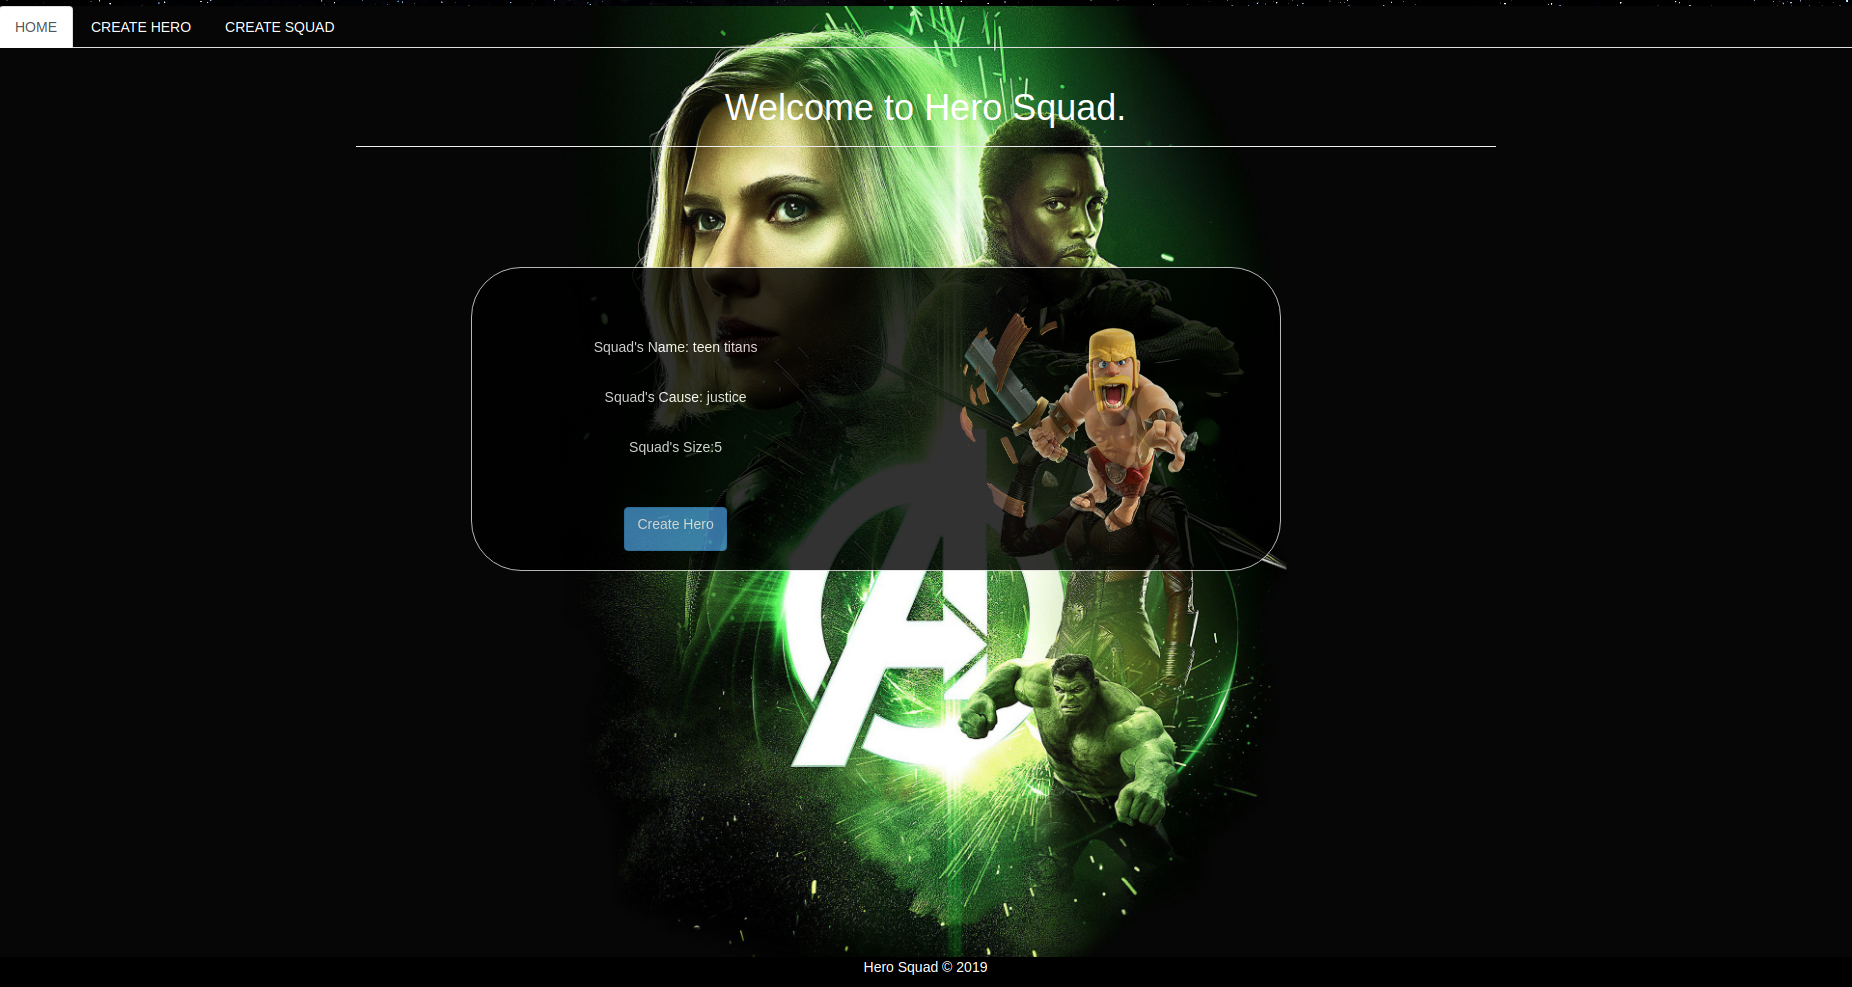 HOME CREATE HERO CREATE SQUAD
Welcome to Hero Squad.
Squad's Name: teen titans
Squad's Cause: justice
Squad's Size:5
Create Hero
Hero Squad © 2019